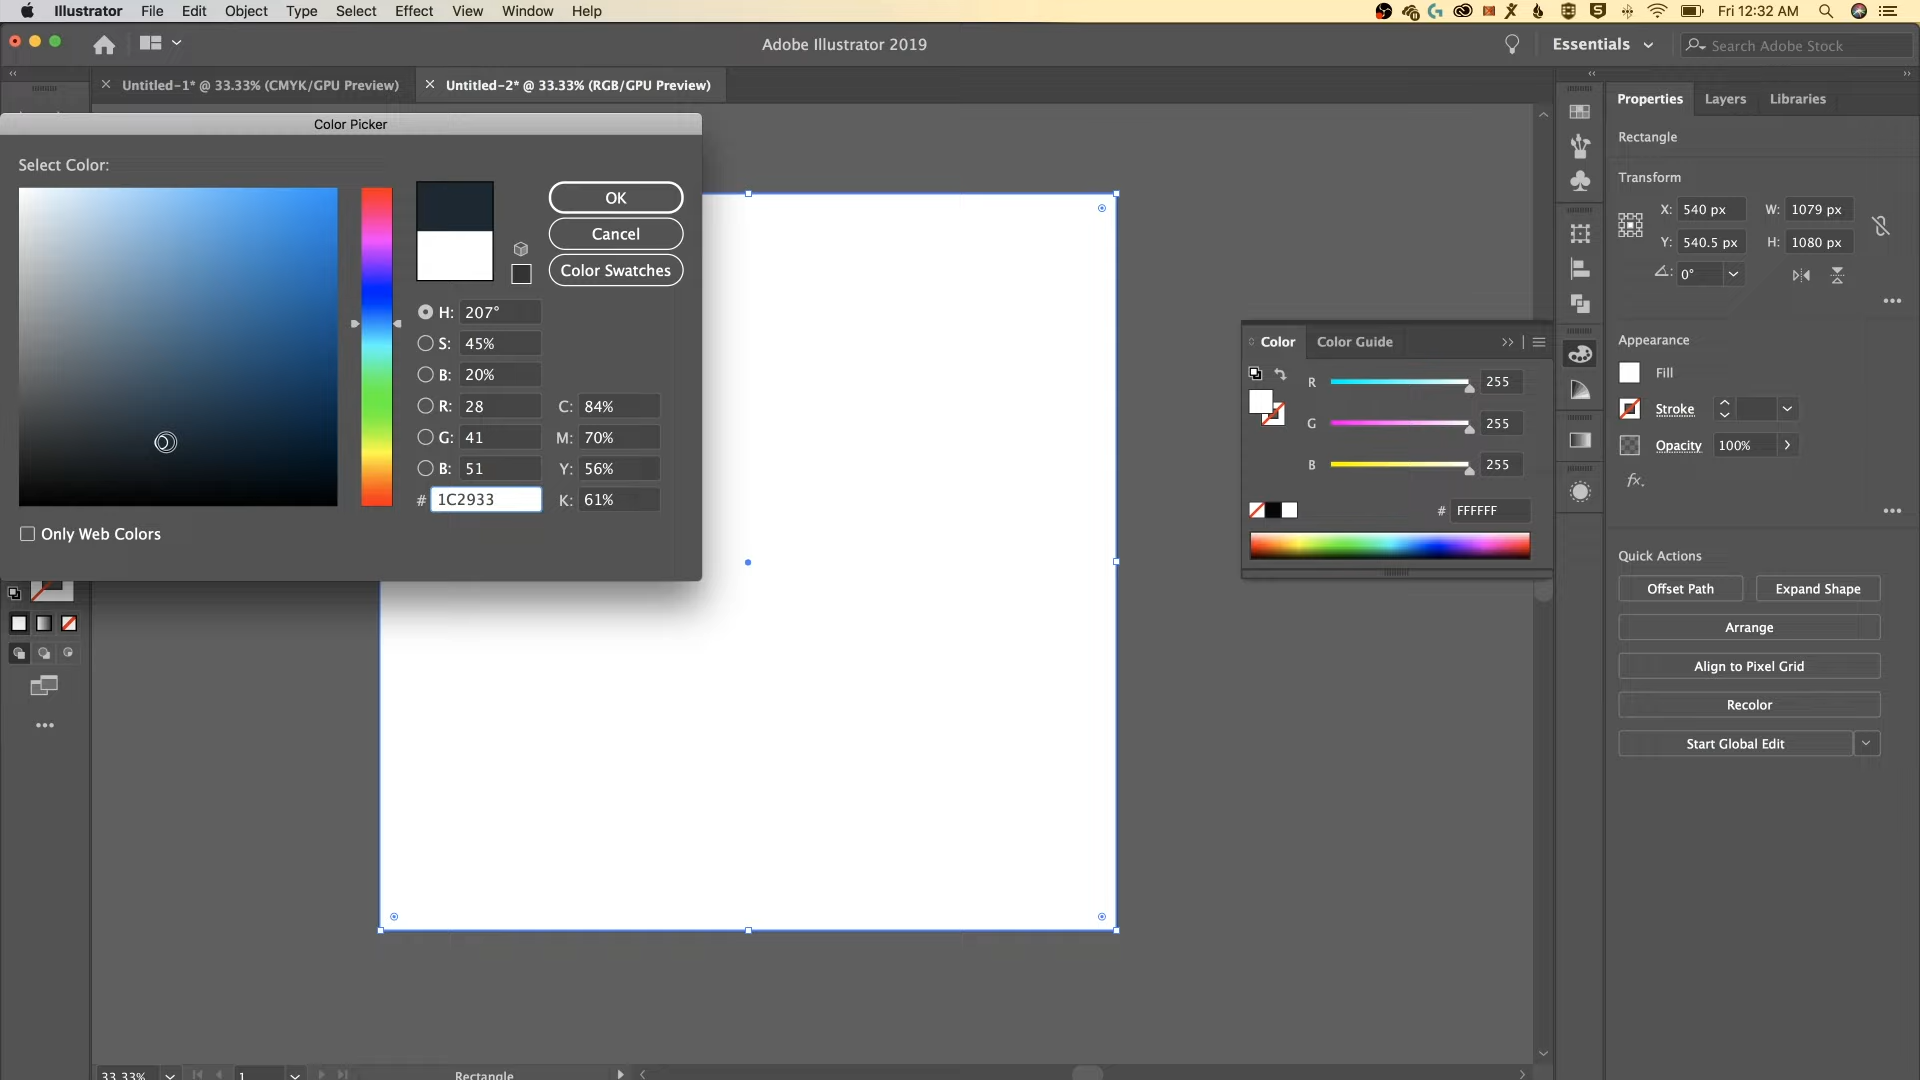 Illustrator File Edit Object Type Select Effect View Window Help Fri 12:32 AM
Adobe Illustrator 2019 Essentials Search Adobe Stock
Untitled-1* @ 33.33% (CMYK/GPU Preview) Untitled-2* @ 33.33% (RGB/GPU Preview)
Color Picker
Select Color:
OK
Cancel
Color Swatches
H: 207°
S: 45%
B: 20%
R: 28 C: 84%
G: 41 M: 70%
B: 51 Y: 56%
# 1C2933 K: 61%
Only Web Colors
Color Color Guide
R 255
G 255
B 255
# FFFFFF
Properties Layers Libraries
Rectangle
Transform
X: 540 px W: 1079 px
Y: 540.5 px H: 1080 px
0°
Appearance
Fill
Stroke
Opacity 100%
fx.
Quick Actions
Offset Path Expand Shape
Arrange
Align to Pixel Grid
Recolor
Start Global Edit
33.33% 1 Rectangle